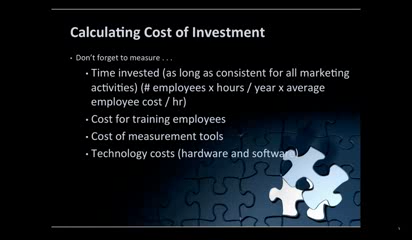 Calculating Cost of Investment
• Don't forget to measure . . .
• Time invested (as long as consistent for all marketing
activities) (# employees x hours / year x average
employee cost / hr)
• Cost for training employees
• Cost of measurement tools
• Technology costs (hardware and software)